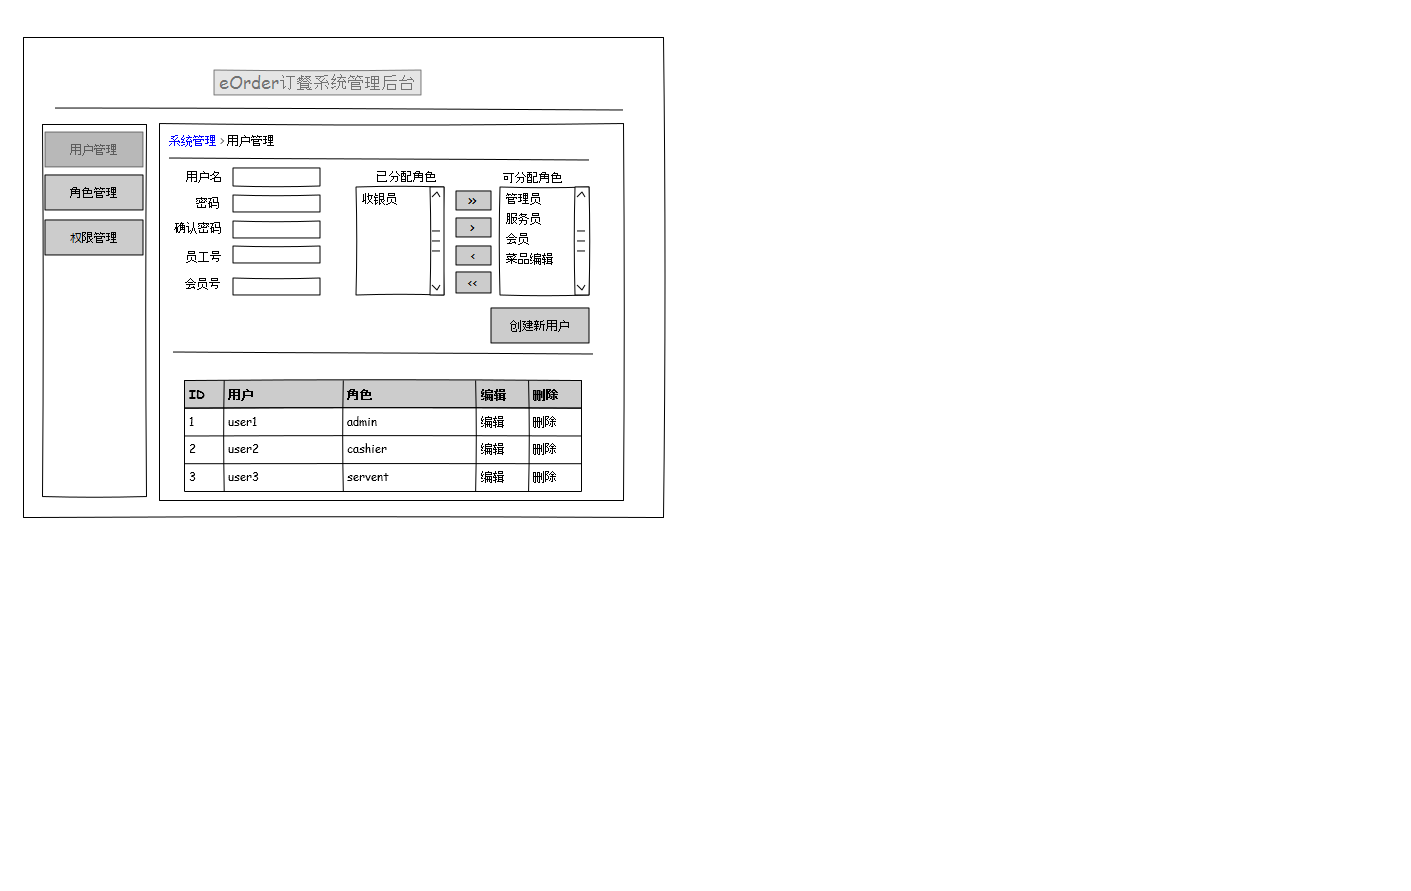 eOrder订餐系统管理后台
用户管理
角色管理
权限管理
系统管理 > 用户管理
用户名
密码
确认密码
员工号
会员号
已分配角色
收银员
>>
>
<
<<
可分配角色
管理员
服务员
会员
菜品编辑
创建新用户
ID 用户 角色 编辑 删除
1 user1 admin 编辑 删除
2 user2 cashier 编辑 删除
3 user3 servent 编辑 删除